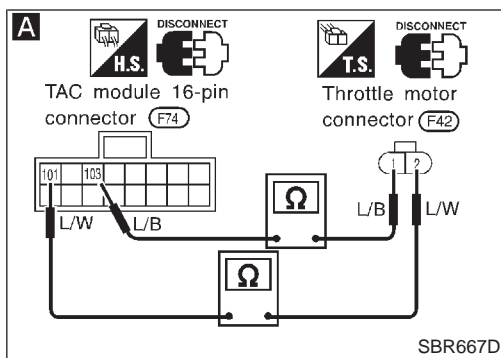 A
DISCONNECT
H.S.
TAC module 16-pin
connector F74
DISCONNECT
T.S.
Throttle motor
connector F42
101 103
1 2
L/W L/B
Ω
L/B L/W
Ω
SBR667D